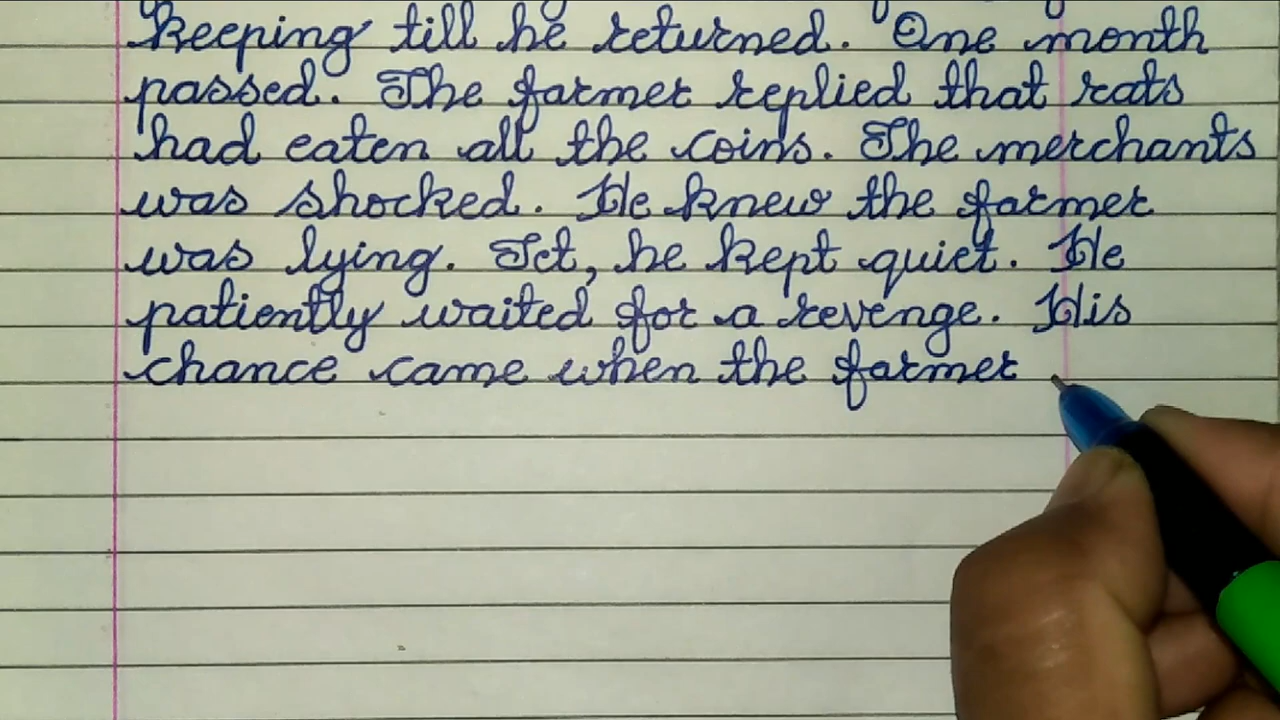 keeping till he returned. One month
passed. The farmer replied that rats
had eaten all the coins. The merchants
was shocked. He knew the farmer
was lying. Yet, he kept quiet. He
patiently waited for a revenge. His
chance came when the farmer